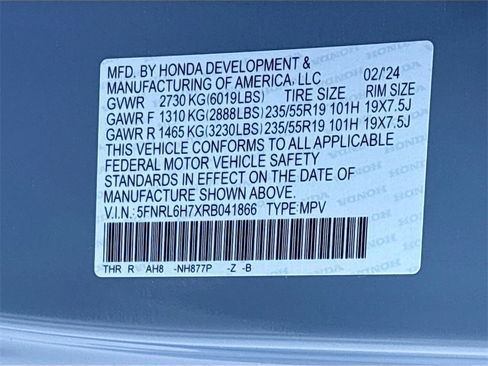 MFD. BY HONDA DEVELOPMENT &
MANUFACTURING OF AMERICA, LLC 02/'24
GVWR 2730 KG(6019LBS) TIRE SIZE RIM SIZE
GAWR F 1310 KG(2888LBS) 235/55R19 101H 19X7.5J
GAWR R 1465 KG(3230LBS) 235/55R19 101H 19X7.5J
THIS VEHICLE CONFORMS TO ALL APPLICABLE
FEDERAL MOTOR VEHICLE SAFETY
STANDARDS IN EFFECT ON THE DATE OF
MANUFACTURE SHOWN ABOVE.
V.I.N.: 5FNRL6H7XRB041866 TYPE:MPV
THR R AH8 -NH877P -Z -B